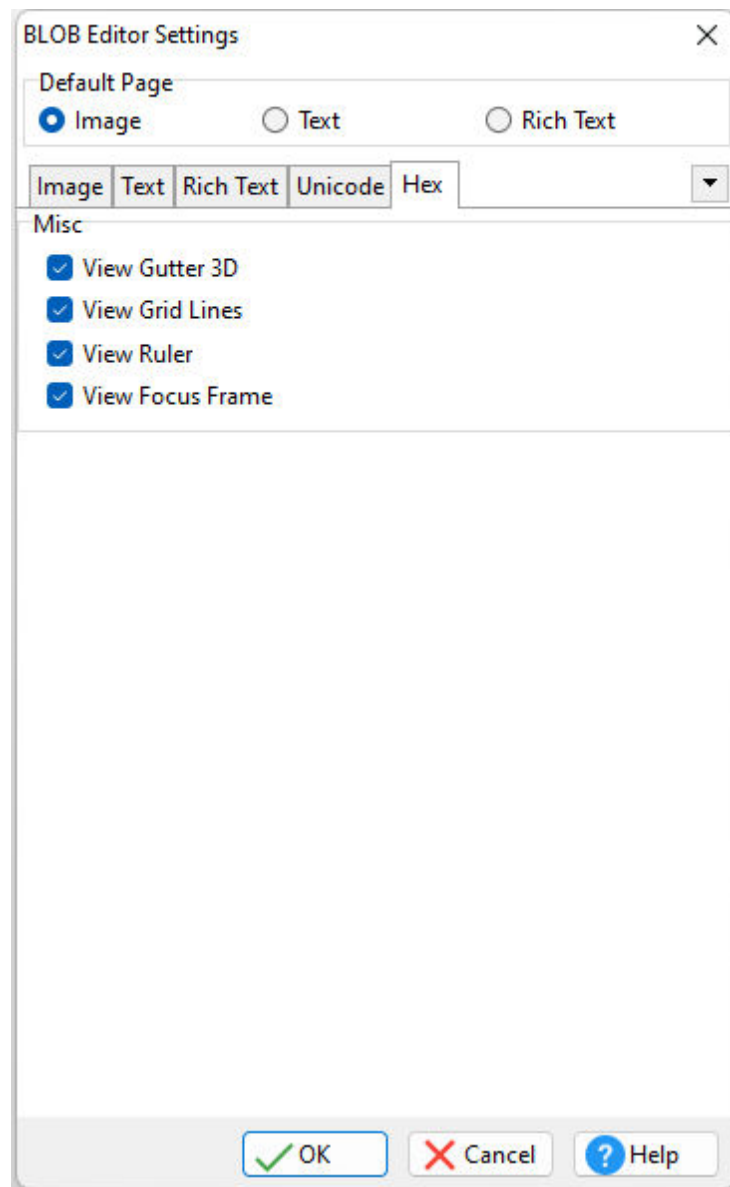 BLOB Editor Settings
Default Page
Image Text Rich Text
Image Text Rich Text Unicode Hex
Misc
View Gutter 3D
View Grid Lines
View Ruler
View Focus Frame
OK Cancel ? Help